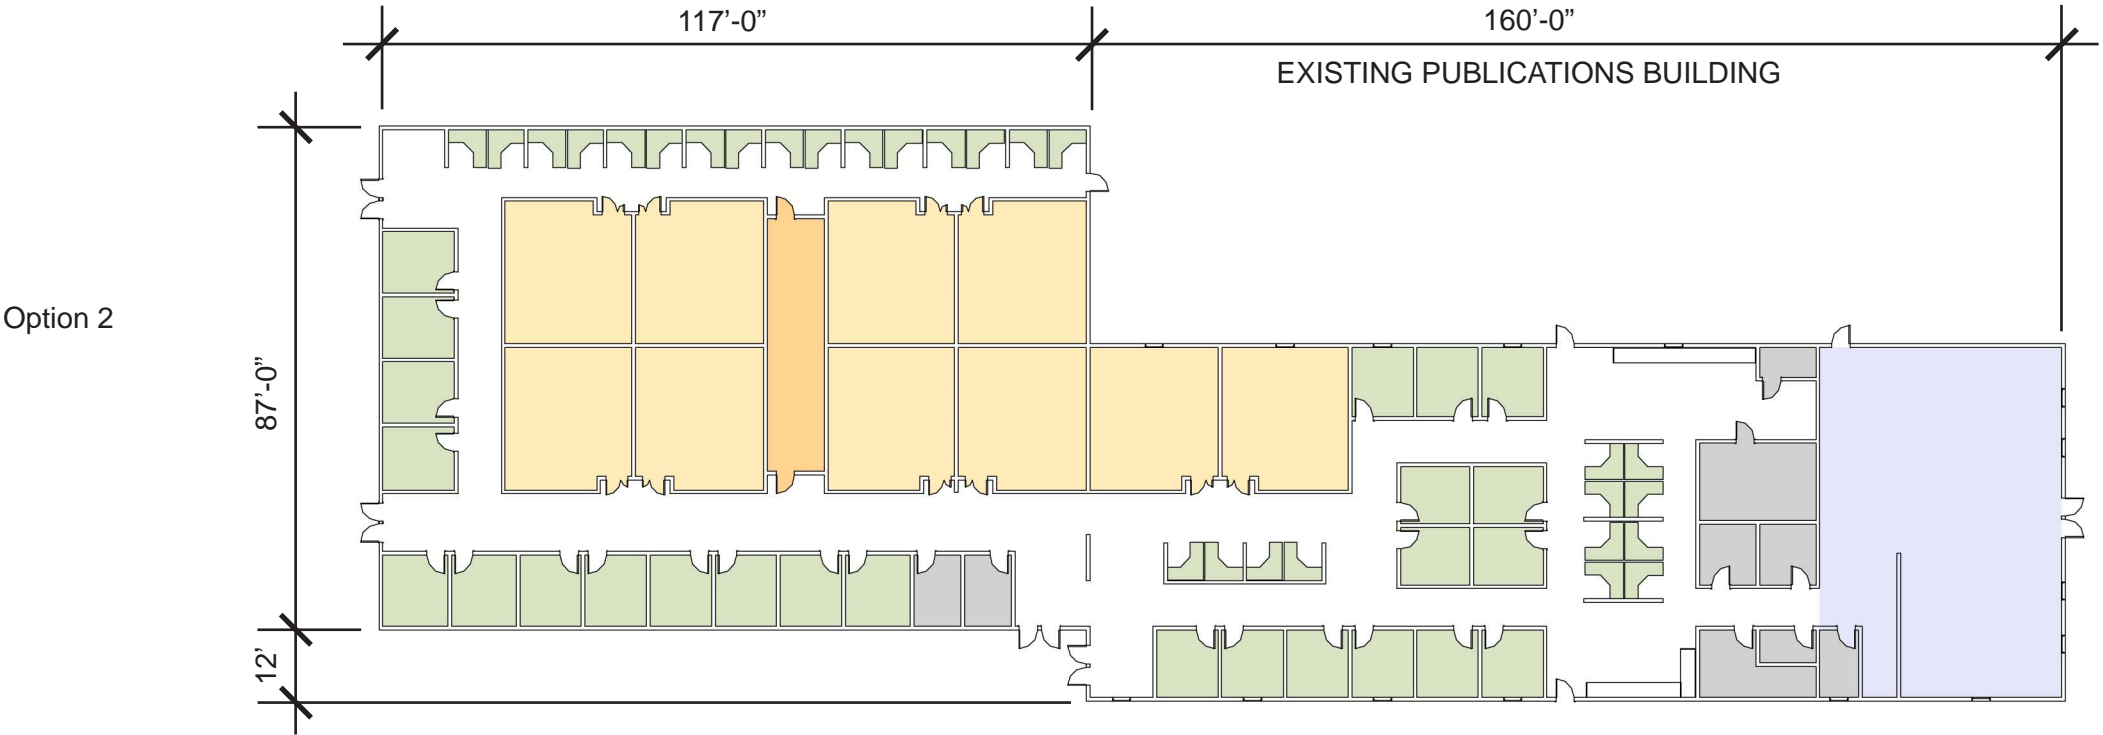 117’-0”
160’-0”
EXISTING PUBLICATIONS BUILDING
Option 2
87’-0”
12’